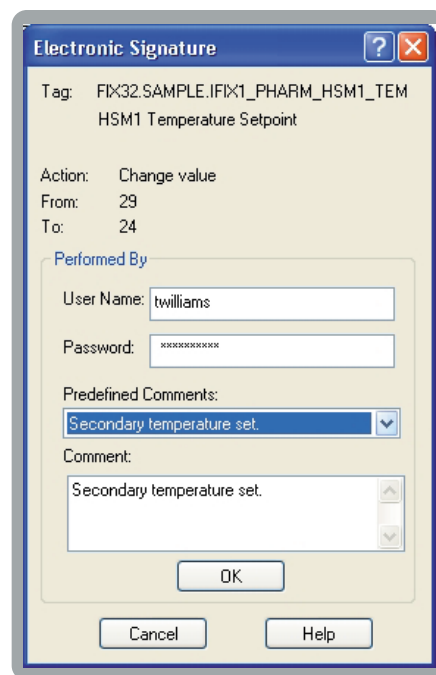 Electronic Signature
Tag: FIX32.SAMPLE.IFIX1_PHARM_HSM1_TEM
HSM1 Temperature Setpoint
Action: Change value
From: 29
To: 24
Performed By
User Name: twilliams
Password: xxxxxxxxxx
Predefined Comments:
Secondary temperature set.
Comment:
Secondary temperature set.
OK
Cancel Help